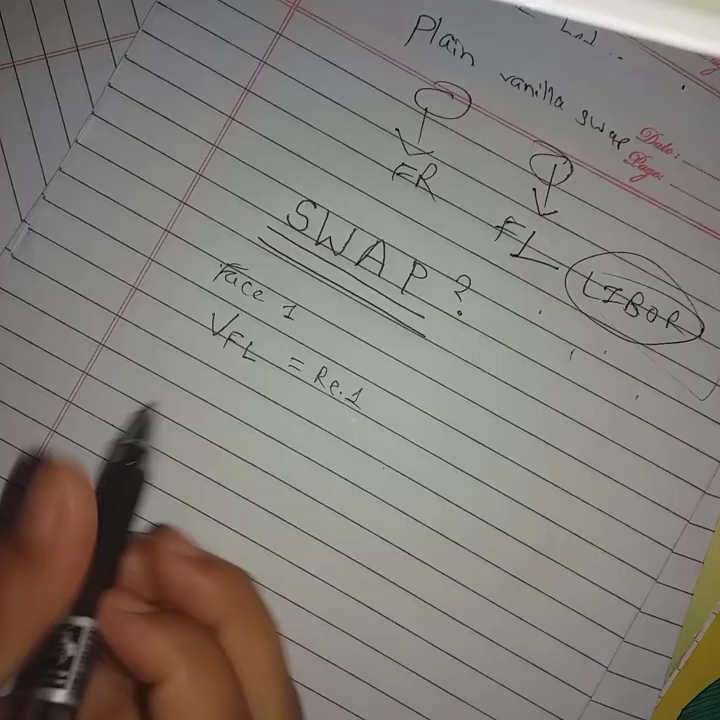 Plain vanilla swap
Date:
Page:
FR
FL
LIBOR
SWAP?
Face 1
VFL = Re.1